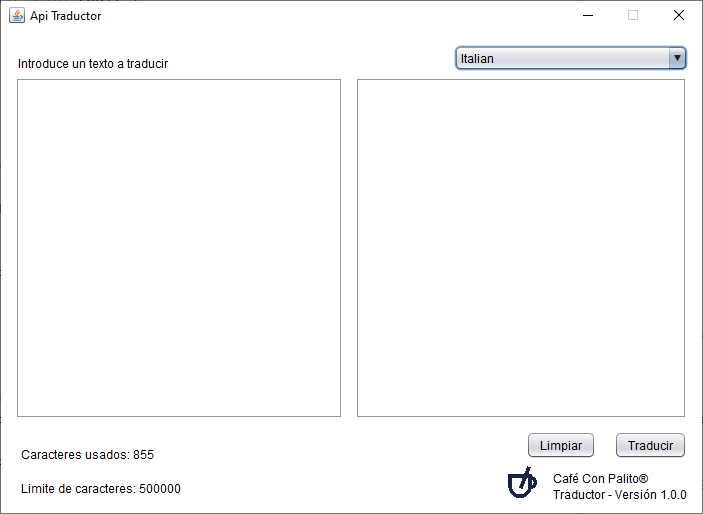 Api Traductor
Introduce un texto a traducir
Italian
Limpiar
Traducir
Caracteres usados: 855
Limite de caracteres: 500000
Café Con Palito®
Traductor - Versión 1.0.0